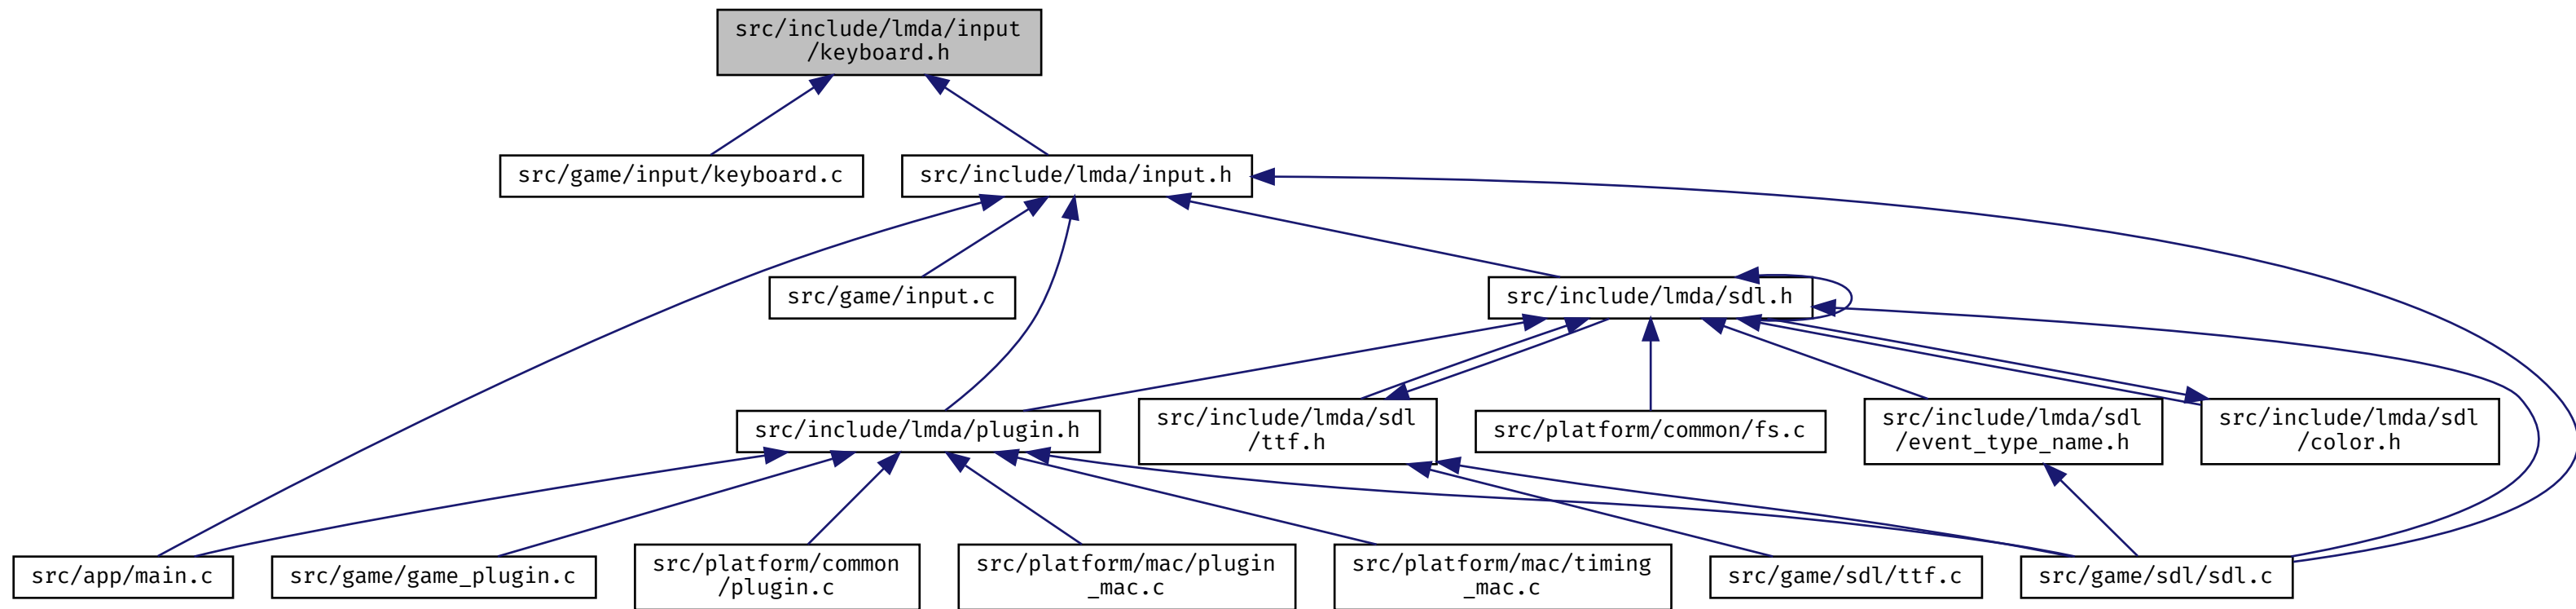 src/include/lmda/input
/keyboard.h
src/game/input/keyboard.c
src/include/lmda/input.h
src/game/input.c
src/include/lmda/sdl.h
src/include/lmda/plugin.h
src/include/lmda/sdl
/ttf.h
src/platform/common/fs.c
src/include/lmda/sdl
/event_type_name.h
src/include/lmda/sdl
/color.h
src/app/main.c
src/game/game_plugin.c
src/platform/common
/plugin.c
src/platform/mac/plugin
_mac.c
src/platform/mac/timing
_mac.c
src/game/sdl/ttf.c
src/game/sdl/sdl.c